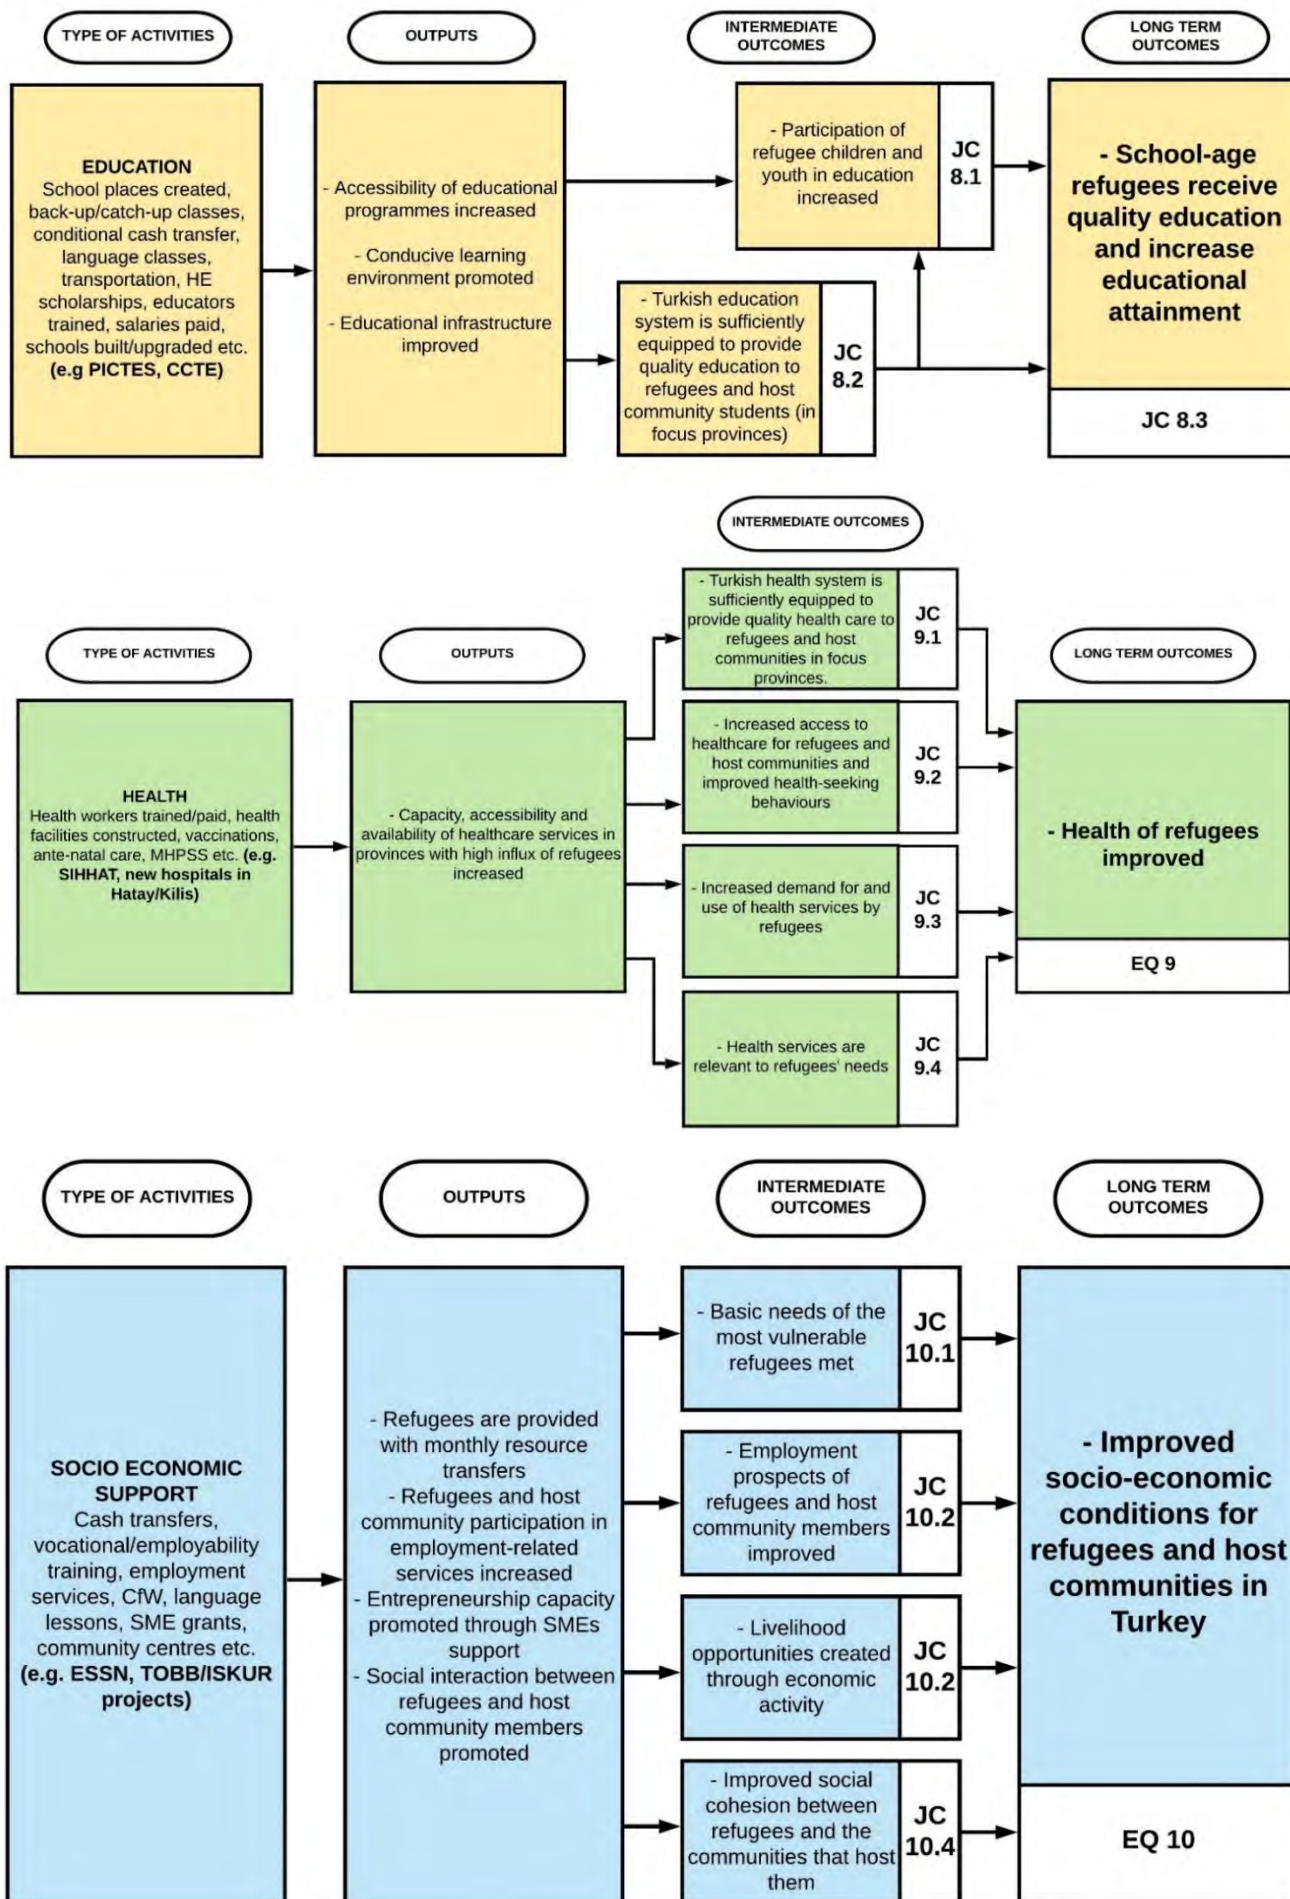 TYPE OF ACTIVITIES
OUTPUTS
INTERMEDIATE
OUTCOMES
LONG TERM
OUTCOMES
EDUCATION
School places created,
back-up/catch-up classes,
conditional cash transfer,
language classes,
transportation, HE
scholarships, educators
trained, salaries paid,
schools built/upgraded etc.
(e.g PICTES, CCTE)
- Accessibility of educational
programmes increased
- Conducive learning
environment promoted
- Educational infrastructure
improved
- Participation of
refugee children and
youth in education
increased
JC
8.1
- Turkish education
system is sufficiently
equipped to provide
quality education to
refugees and host
community students (in
focus provinces)
JC
8.2
- School-age
refugees receive
quality education
and increase
educational
attainment
JC 8.3
TYPE OF ACTIVITIES
OUTPUTS
INTERMEDIATE OUTCOMES
LONG TERM OUTCOMES
HEALTH
Health workers trained/paid, health
facilities constructed, vaccinations,
ante-natal care, MHPSS etc. (e.g.
SIHHAT, new hospitals in
Hatay/Kilis)
- Capacity, accessibility and
availability of healthcare services in
provinces with high influx of refugees
increased
- Turkish health system is
sufficiently equipped to
provide quality health care to
refugees and host
communities in focus
provinces.
JC
9.1
- Increased access to
healthcare for refugees and
host communities and
improved health-seeking
behaviours
JC
9.2
- Increased demand for and
use of health services by
refugees
JC
9.3
- Health services are
relevant to refugees' needs
JC
9.4
- Health of refugees
improved
EQ 9
TYPE OF ACTIVITIES
OUTPUTS
INTERMEDIATE
OUTCOMES
LONG TERM
OUTCOMES
SOCIO ECONOMIC
SUPPORT
Cash transfers,
vocational/employability
training, employment
services, CfW, language
lessons, SME grants,
community centres etc.
(e.g. ESSN, TOBB/ISKUR
projects)
- Refugees are provided
with monthly resource
transfers
- Refugees and host
community participation in
employment-related
services increased
- Entrepreneurship capacity
promoted through SMEs
support
- Social interaction between
refugees and host
community members
promoted
- Basic needs of the
most vulnerable
refugees met
JC
10.1
- Employment
prospects of
refugees and host
community members
improved
JC
10.2
- Livelihood
opportunities created
through economic
activity
JC
10.2
- Improved social
cohesion between
refugees and the
communities that host
them
JC
10.4
- Improved
socio-economic
conditions for
refugees and host
communities in
Turkey
EQ 10